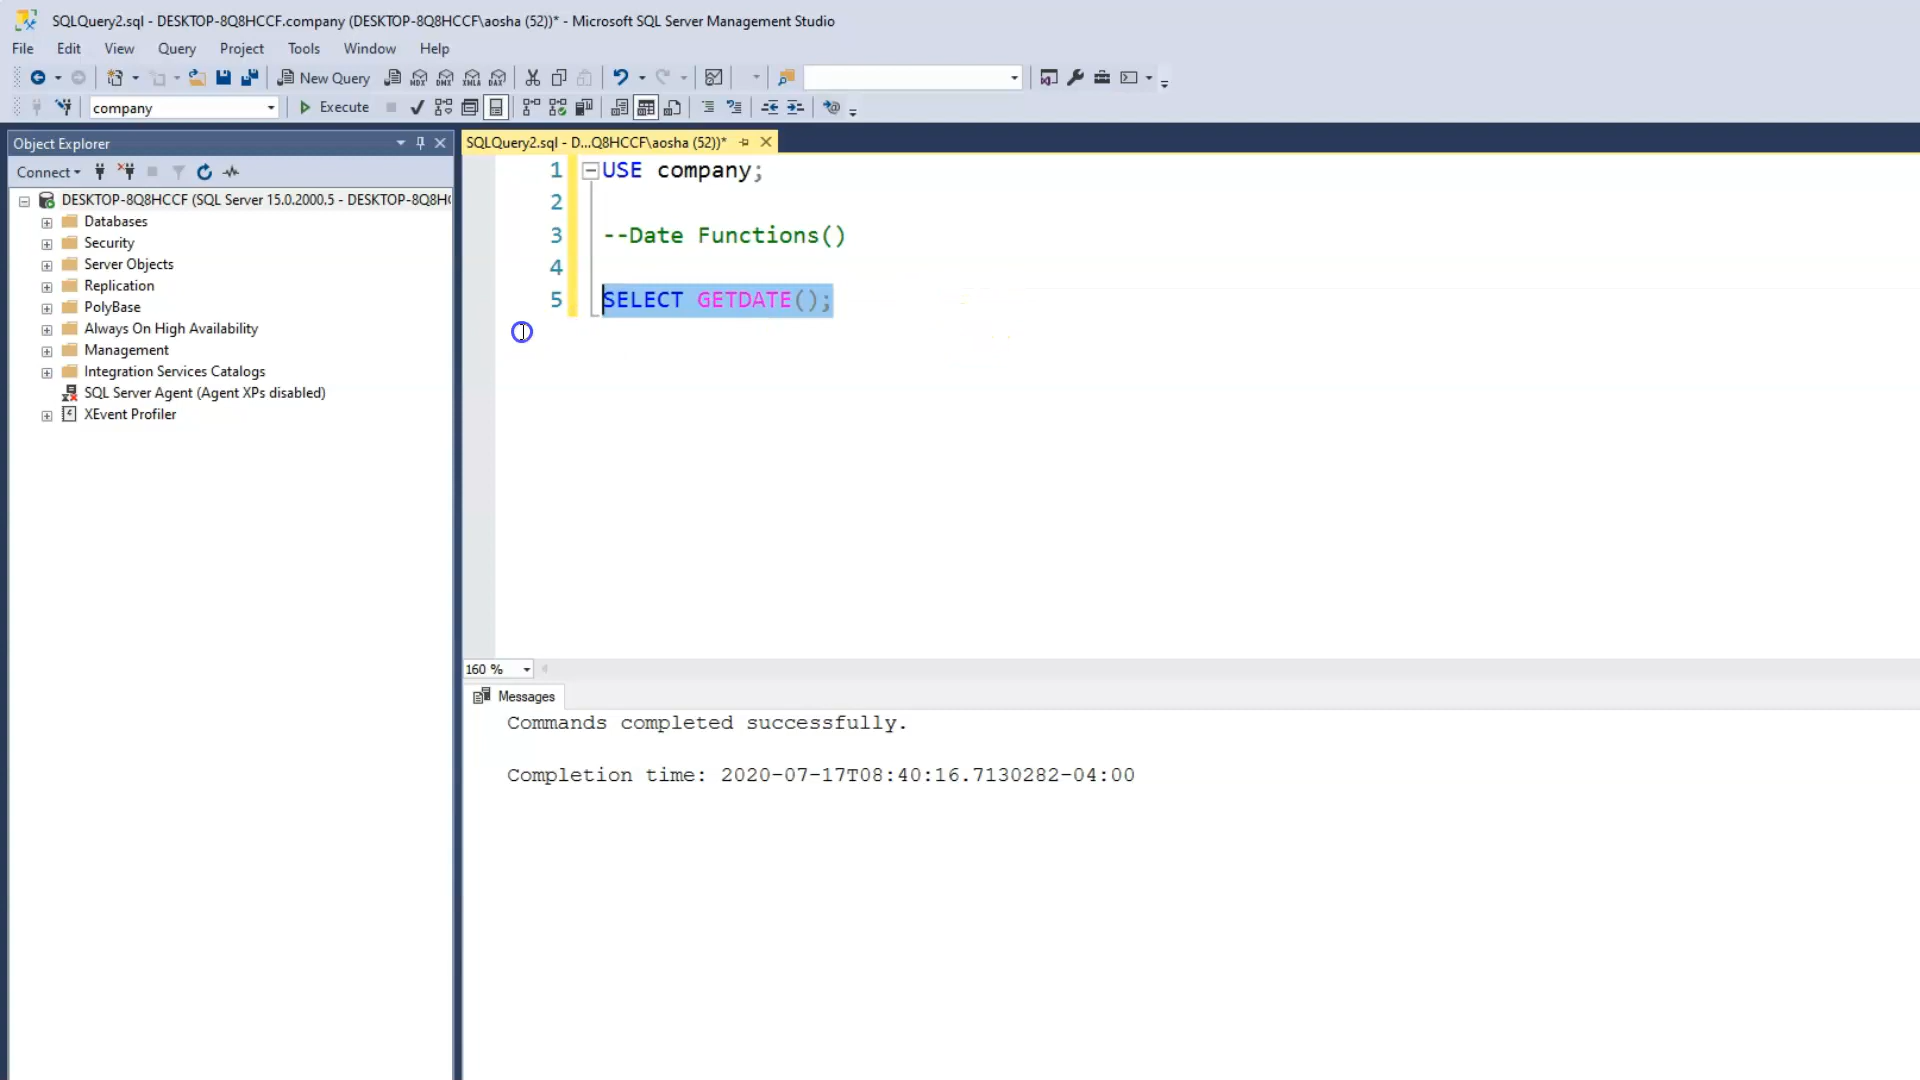 SQLQuery2.sql - DESKTOP-8Q8HCCF.company (DESKTOP-8Q8HCCF\aosha (52))* - Microsoft SQL Server Management Studio
File Edit View Query Project Tools Window Help
New Query MDX DMX XMLA DAX
company Execute
Object Explorer
Connect
DESKTOP-8Q8HCCF (SQL Server 15.0.2000.5 - DESKTOP-8Q8H
Databases
Security
Server Objects
Replication
PolyBase
Always On High Availability
Management
Integration Services Catalogs
SQL Server Agent (Agent XPs disabled)
XEvent Profiler
SQLQuery2.sql - D...Q8HCCF\aosha (52))*
1 USE company;
2
3 --Date Functions()
4
5 SELECT GETDATE();
160 %
Messages
Commands completed successfully.
Completion time: 2020-07-17T08:40:16.7130282-04:00